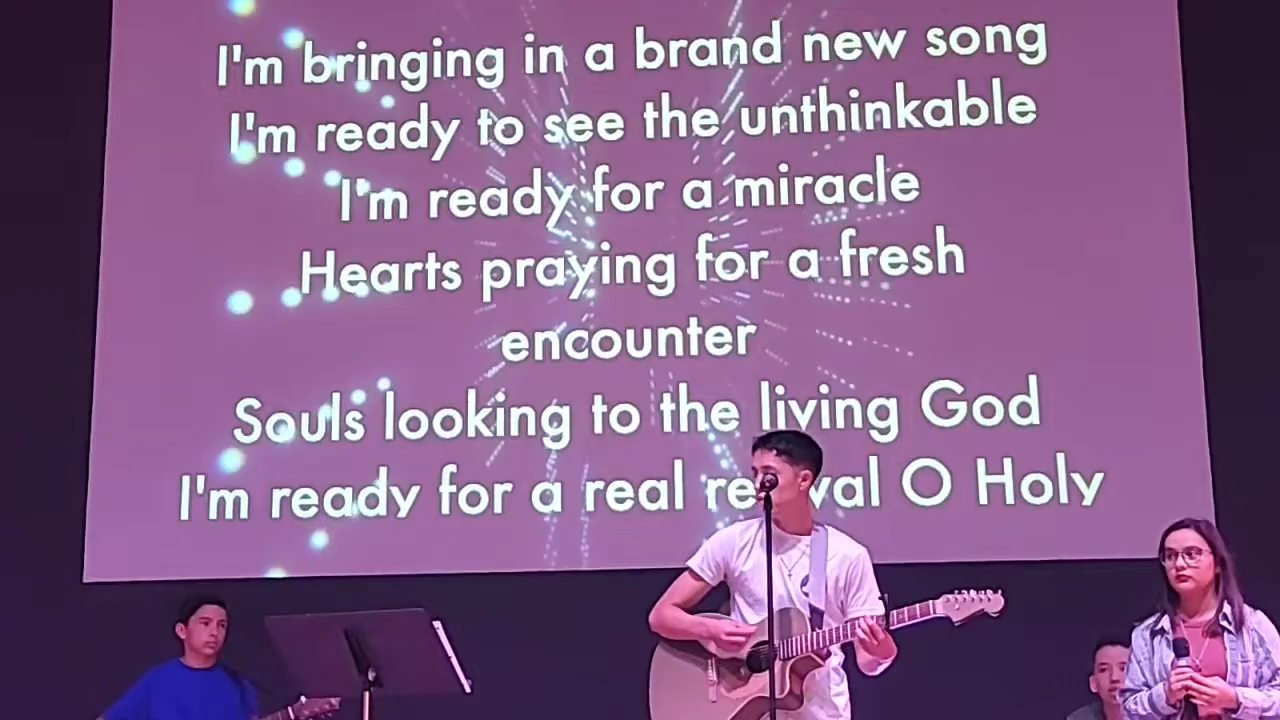 I'm bringing in a brand new song
I'm ready to see the unthinkable
I'm ready for a miracle
Hearts praying for a fresh
encounter
Souls looking to the living God
I'm ready for a real O Holy